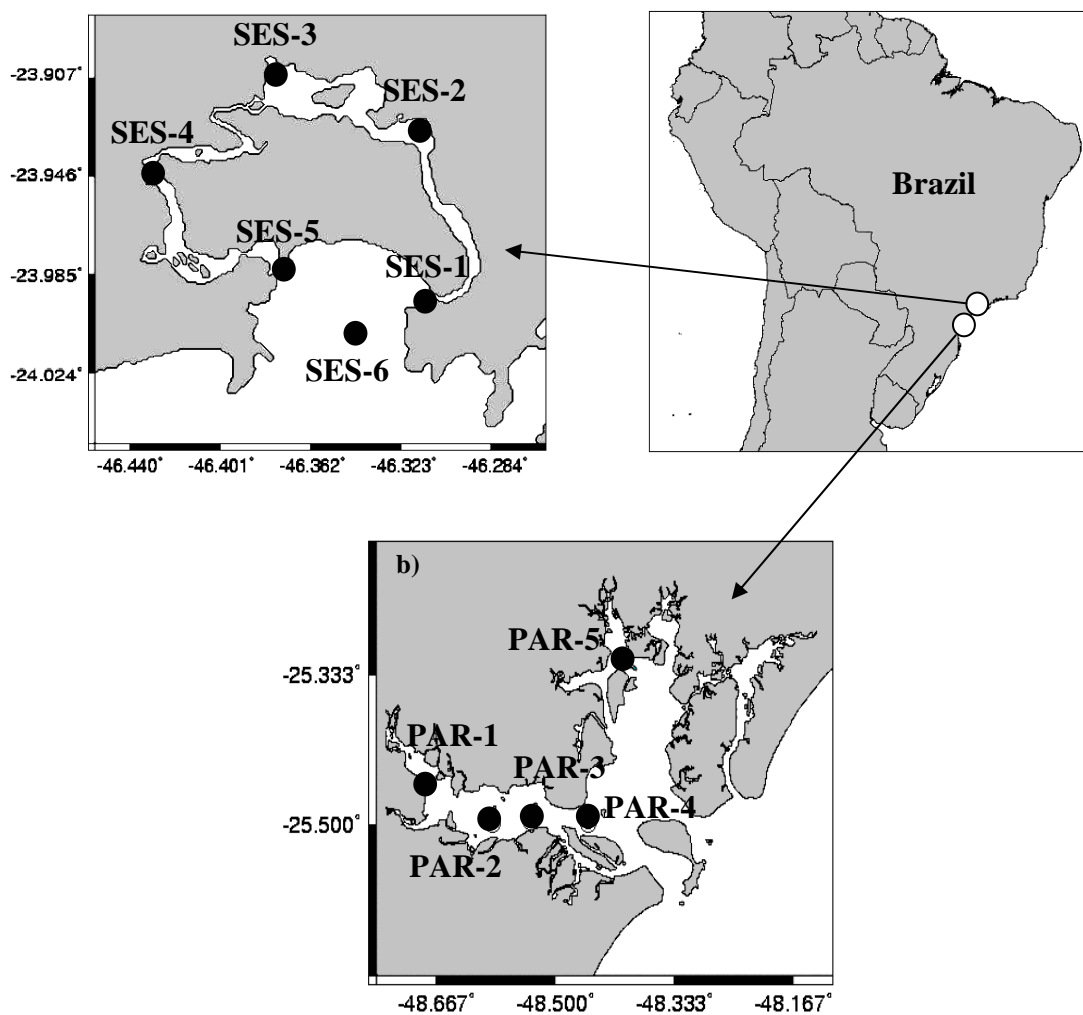 SES-3
-23.907°
SES-2
SES-4
-23.946°
Brazil
SES-5
SES-1
-23.985°
SES-6
-24.024°
-46.440° -46.401° -46.362° -46.323° -46.284°
b)
PAR-5
-25.333°
PAR-1
PAR-3
PAR-4
-25.500°
PAR-2
-48.667° -48.500° -48.333° -48.167°